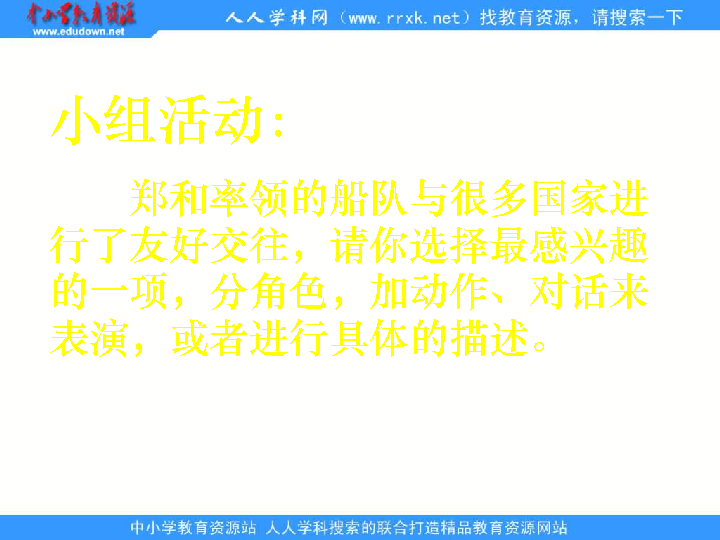 中小学教育资源
www.edudown.net
人人学科网（www.rrxk.net）找教育资源，请搜索一下
小组活动:
郑和率领的船队与很多国家进
行了友好交往，请你选择最感兴趣
的一项，分角色，加动作、对话来
表演，或者进行具体的描述。
中小学教育资源站 人人学科搜索的联合打造精品教育资源网站